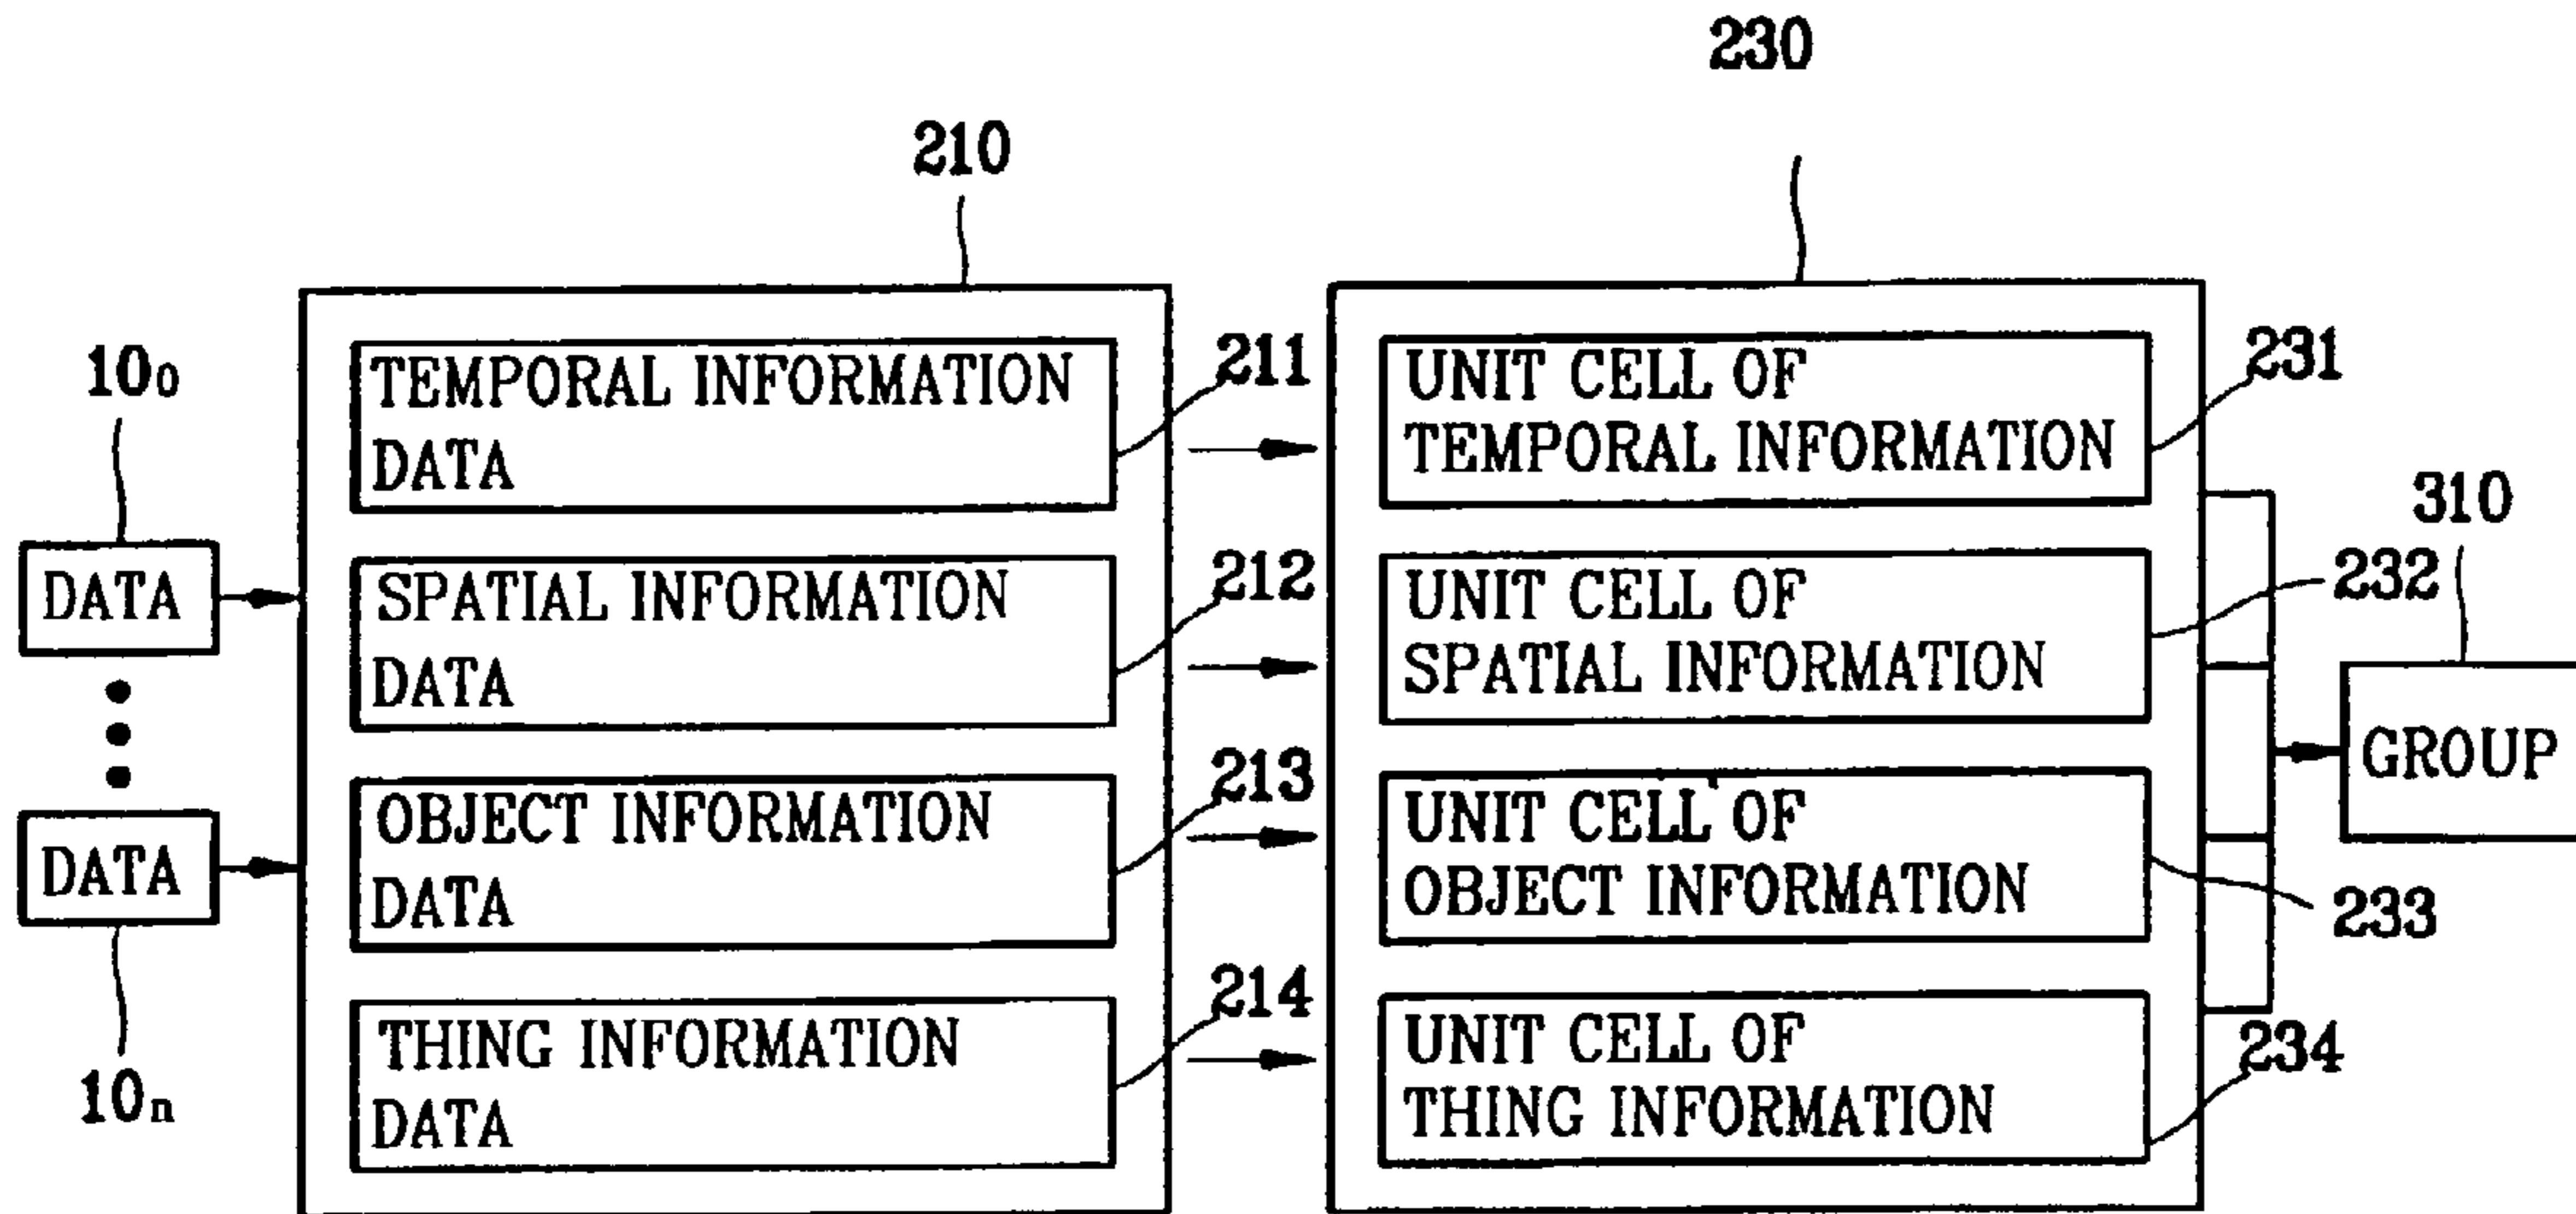 230
210
10₀
DATA
DATA
10ₙ
TEMPORAL INFORMATION
DATA
211
SPATIAL INFORMATION
DATA
212
OBJECT INFORMATION
DATA
213
THING INFORMATION
DATA
214
UNIT CELL OF
TEMPORAL INFORMATION
231
UNIT CELL OF
SPATIAL INFORMATION
232
UNIT CELL OF
OBJECT INFORMATION
233
UNIT CELL OF
THING INFORMATION
234
310
GROUP